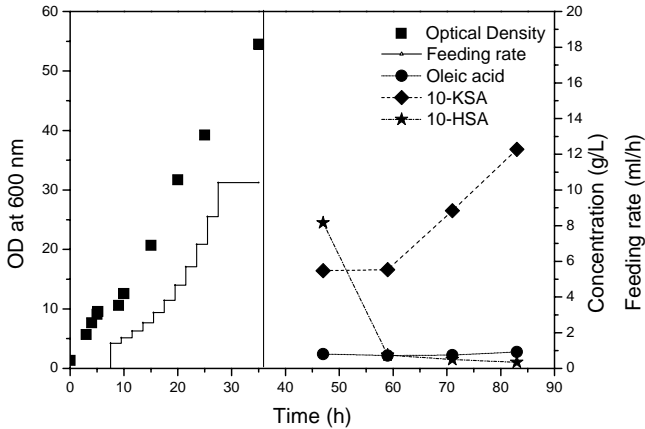 60
50
40
30
20
10
0
OD at 600 nm
20
18
16
14
12
10
8
6
4
2
0
Concentration (g/L)
Feeding rate (ml/h)
Optical Density
Feeding rate
Oleic acid
10-KSA
10-HSA
0 10 20 30 40 50 60 70 80 90
Time (h)